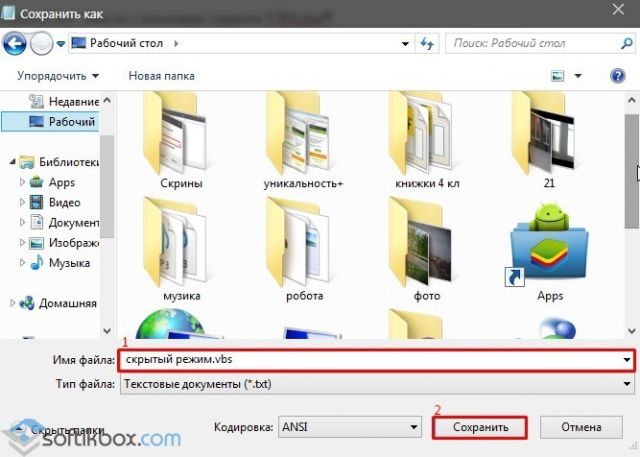 Сохранить как
Рабочий стол
Поиск: Рабочий стол
Упорядочить
Новая папка
Недавние
Рабочий
Библиотеки
Apps
Видео
Документ
Изображе
Музыка
Домашняя
Скрины
уникальность+
книжки 4 кл
21
музика
робота
фото
Apps
1
Имя файла:
скрытый режим.vbs
Тип файла:
Текстовые документы (*.txt)
2
Скрыть папки
Кодировка:
ANSI
Сохранить
Отмена
softikbox.com